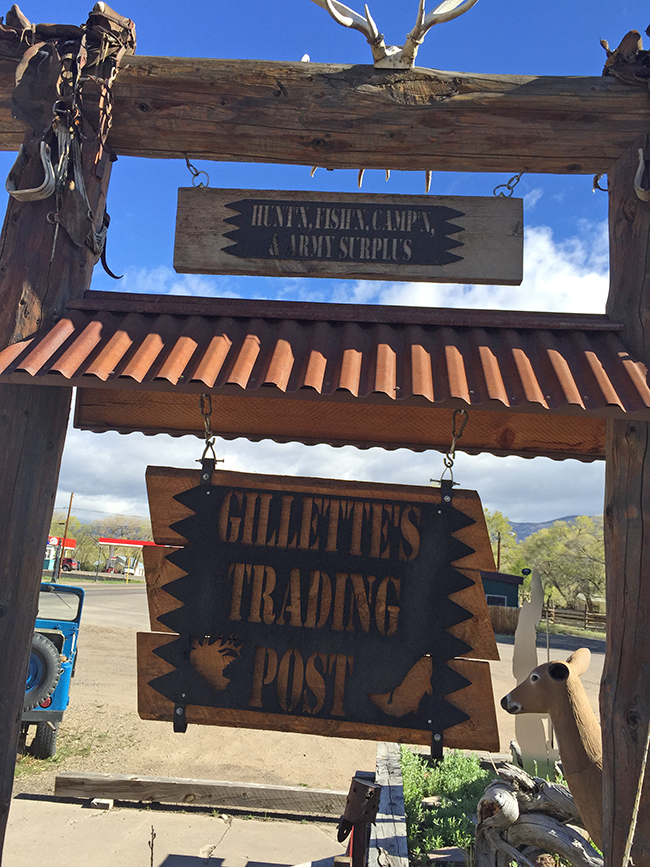 HUNT'N, FISH'N, CAMP'N,
& ARMY SURPLUS
GILLETTE'S
TRADING
POST